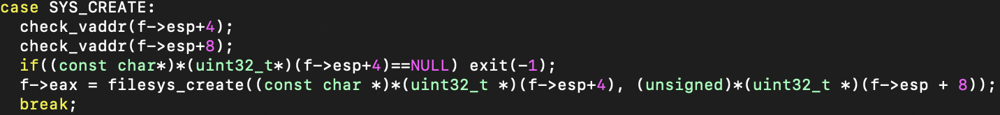 case SYS_CREATE:
  check_vaddr(f->esp+4);
  check_vaddr(f->esp+8);
  if((const char*)*(uint32_t*)(f->esp+4)==NULL) exit(-1);
  f->eax = filesys_create((const char *)*(uint32_t *)(f->esp+4), (unsigned)*(uint32_t *)(f->esp + 8));
  break;